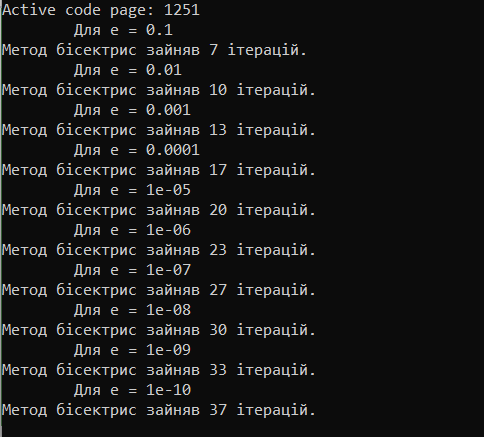 Active code page: 1251
Для e = 0.1
Метод бісектрис зайняв 7 ітерацій.
Для e = 0.01
Метод бісектрис зайняв 10 ітерацій.
Для e = 0.001
Метод бісектрис зайняв 13 ітерацій.
Для e = 0.0001
Метод бісектрис зайняв 17 ітерацій.
Для e = 1e-05
Метод бісектрис зайняв 20 ітерацій.
Для e = 1e-06
Метод бісектрис зайняв 23 ітерацій.
Для e = 1e-07
Метод бісектрис зайняв 27 ітерацій.
Для e = 1e-08
Метод бісектрис зайняв 30 ітерацій.
Для e = 1e-09
Метод бісектрис зайняв 33 ітерацій.
Для e = 1e-10
Метод бісектрис зайняв 37 ітерацій.